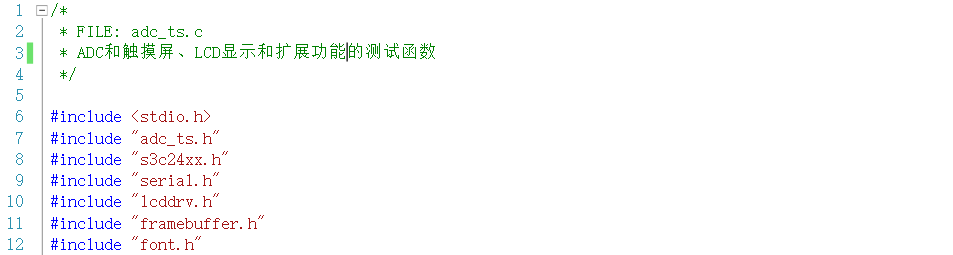 1 /*
2 * FILE: adc_ts.c
3 * ADC和触摸屏、LCD显示和扩展功能的测试函数
4 */
5
6 #include <stdio.h>
7 #include "adc_ts.h"
8 #include "s3c24xx.h"
9 #include "serial.h"
10 #include "lcddrv.h"
11 #include "framebuffer.h"
12 #include "font.h"